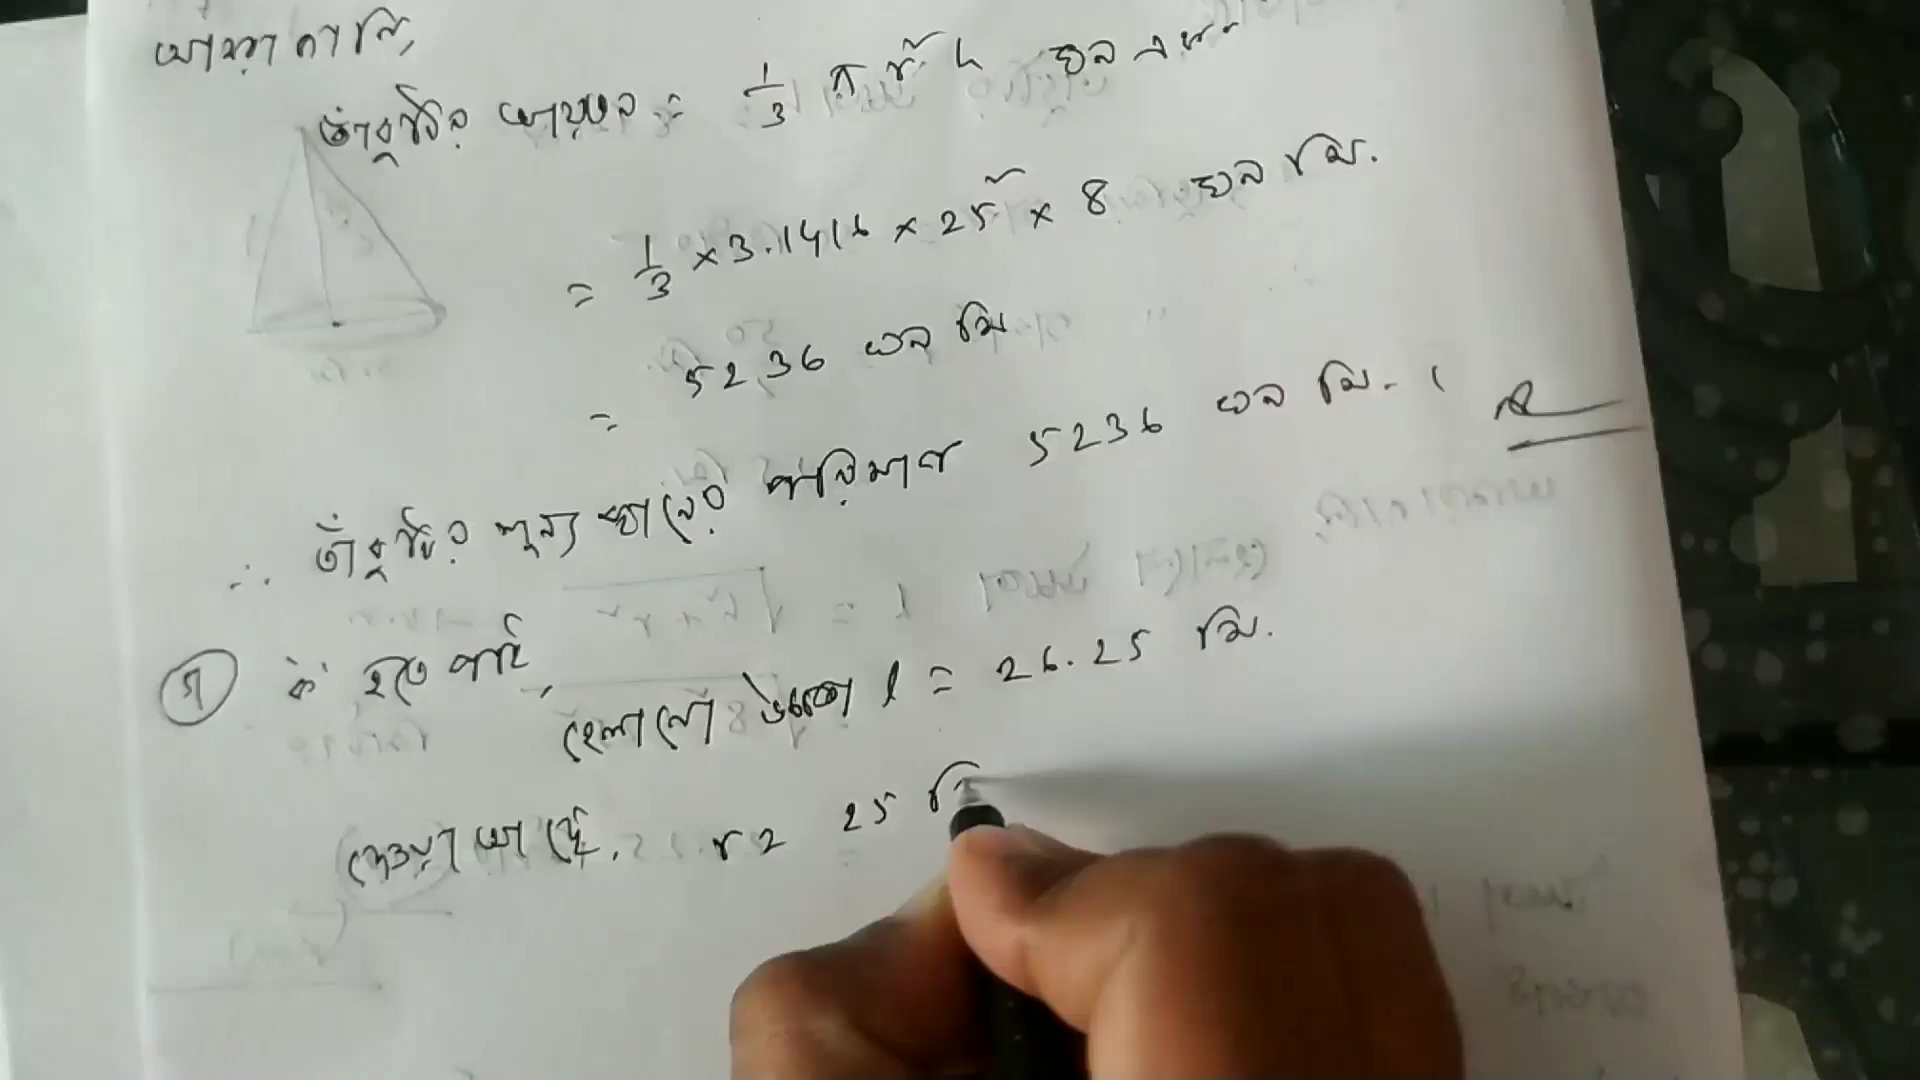 আমরা জানি,
তাঁবুটির আয়তন = 1/3 π r² h ঘন একক
= 1/3 × 3.1416 × 25² × 8 ঘন মি.
= 5236 ঘন মি
∴ তাঁবুটির শূন্য স্থানের পরিমাণ 5236 ঘন মি. ।
গ 'ক' হতে পাই,
হেলানো উচ্চতা l = 26.25 মি.
দেওয়া আছে, r = 25 মি